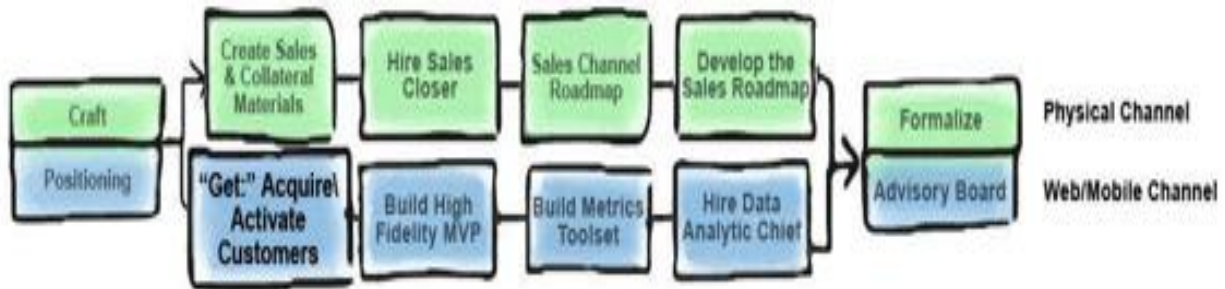 Craft
Positioning
Create Sales
& Collateral
Materials
Hire Sales
Closer
Sales Channel
Roadmap
Develop the
Sales Roadmap
“Get:” Acquire\
Activate
Customers
Build High
Fidelity MVP
Build Metrics
Toolset
Hire Data
Analytic Chief
Formalize
Advisory Board
Physical Channel
Web/Mobile Channel